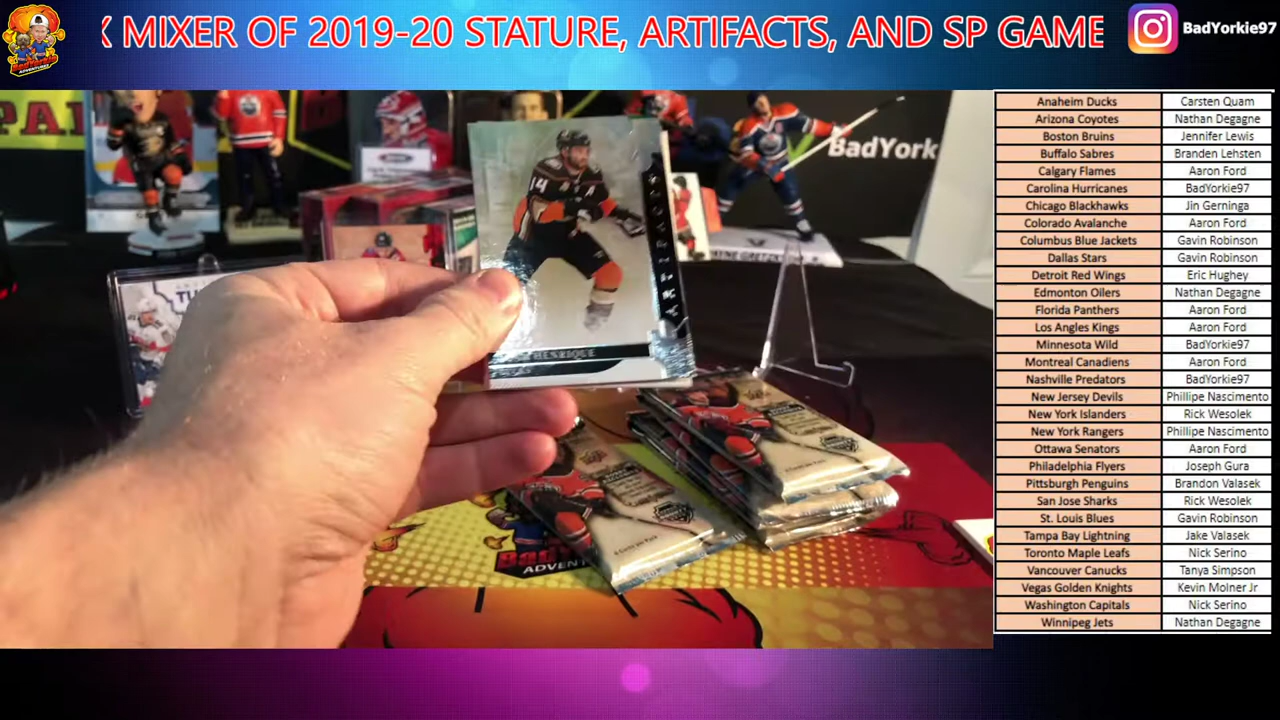 X MIXER OF 2019-20 STATURE, ARTIFACTS, AND SP GAME
BadYorkie97
BadYork
14
ARTIFACTS
HENRIQUE
Anaheim Ducks Carsten Quam
Arizona Coyotes Nathan Degagne
Boston Bruins Jennifer Lewis
Buffalo Sabres Branden Lehsten
Calgary Flames Aaron Ford
Carolina Hurricanes BadYorkie97
Chicago Blackhawks Jin Gerninga
Colorado Avalanche Aaron Ford
Columbus Blue Jackets Gavin Robinson
Dallas Stars Gavin Robinson
Detroit Red Wings Eric Hughey
Edmonton Oilers Nathan Degagne
Florida Panthers Aaron Ford
Los Angeles Kings Aaron Ford
Minnesota Wild BadYorkie97
Montreal Canadiens Aaron Ford
Nashville Predators BadYorkie97
New Jersey Devils Phillipe Nascimento
New York Islanders Rick Wesolek
New York Rangers Phillipe Nascimento
Ottawa Senators Aaron Ford
Philadelphia Flyers Joseph Gura
Pittsburgh Penguins Brandon Valasek
San Jose Sharks Rick Wesolek
St. Louis Blues Gavin Robinson
Tampa Bay Lightning Jake Valasek
Toronto Maple Leafs Nick Serino
Vancouver Canucks Tanya Simpson
Vegas Golden Knights Kevin Molner Jr
Washington Capitals Nick Serino
Winnipeg Jets Nathan Degagne